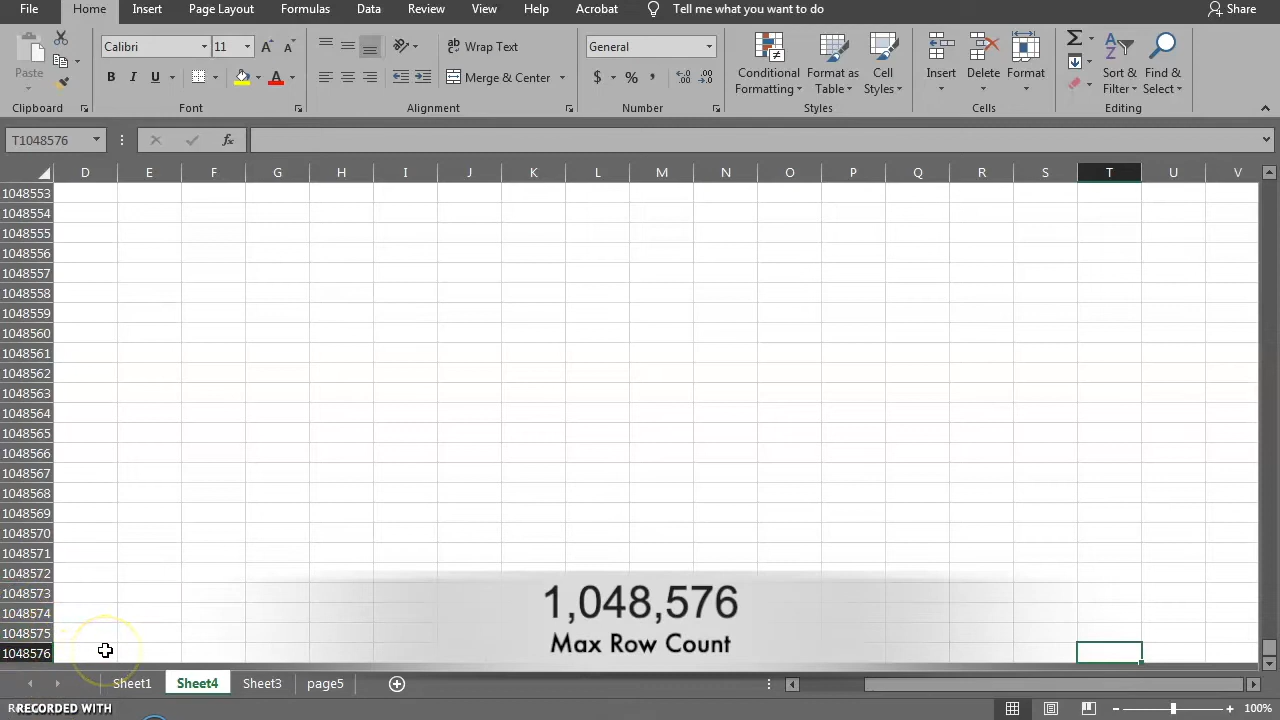 File Home Insert Page Layout Formulas Data Review View Help Acrobat Tell me what you want to do Share
Calibri 11 A A Wrap Text General
Paste B I U A Merge & Center $ % , Conditional Formatting Format as Table Cell Styles Insert Delete Format Sort & Filter Find & Select
Clipboard Font Alignment Number Styles Cells Editing
T1048576 fx
D E F G H I J K L M N O P Q R S T U V
1048553
1048554
1048555
1048556
1048557
1048558
1048559
1048560
1048561
1048562
1048563
1048564
1048565
1048566
1048567
1048568
1048569
1048570
1048571
1048572
1048573
1048574
1048575
1048576
1,048,576
Max Row Count
Sheet1 Sheet4 Sheet3 page5
RECORDED WITH 100%